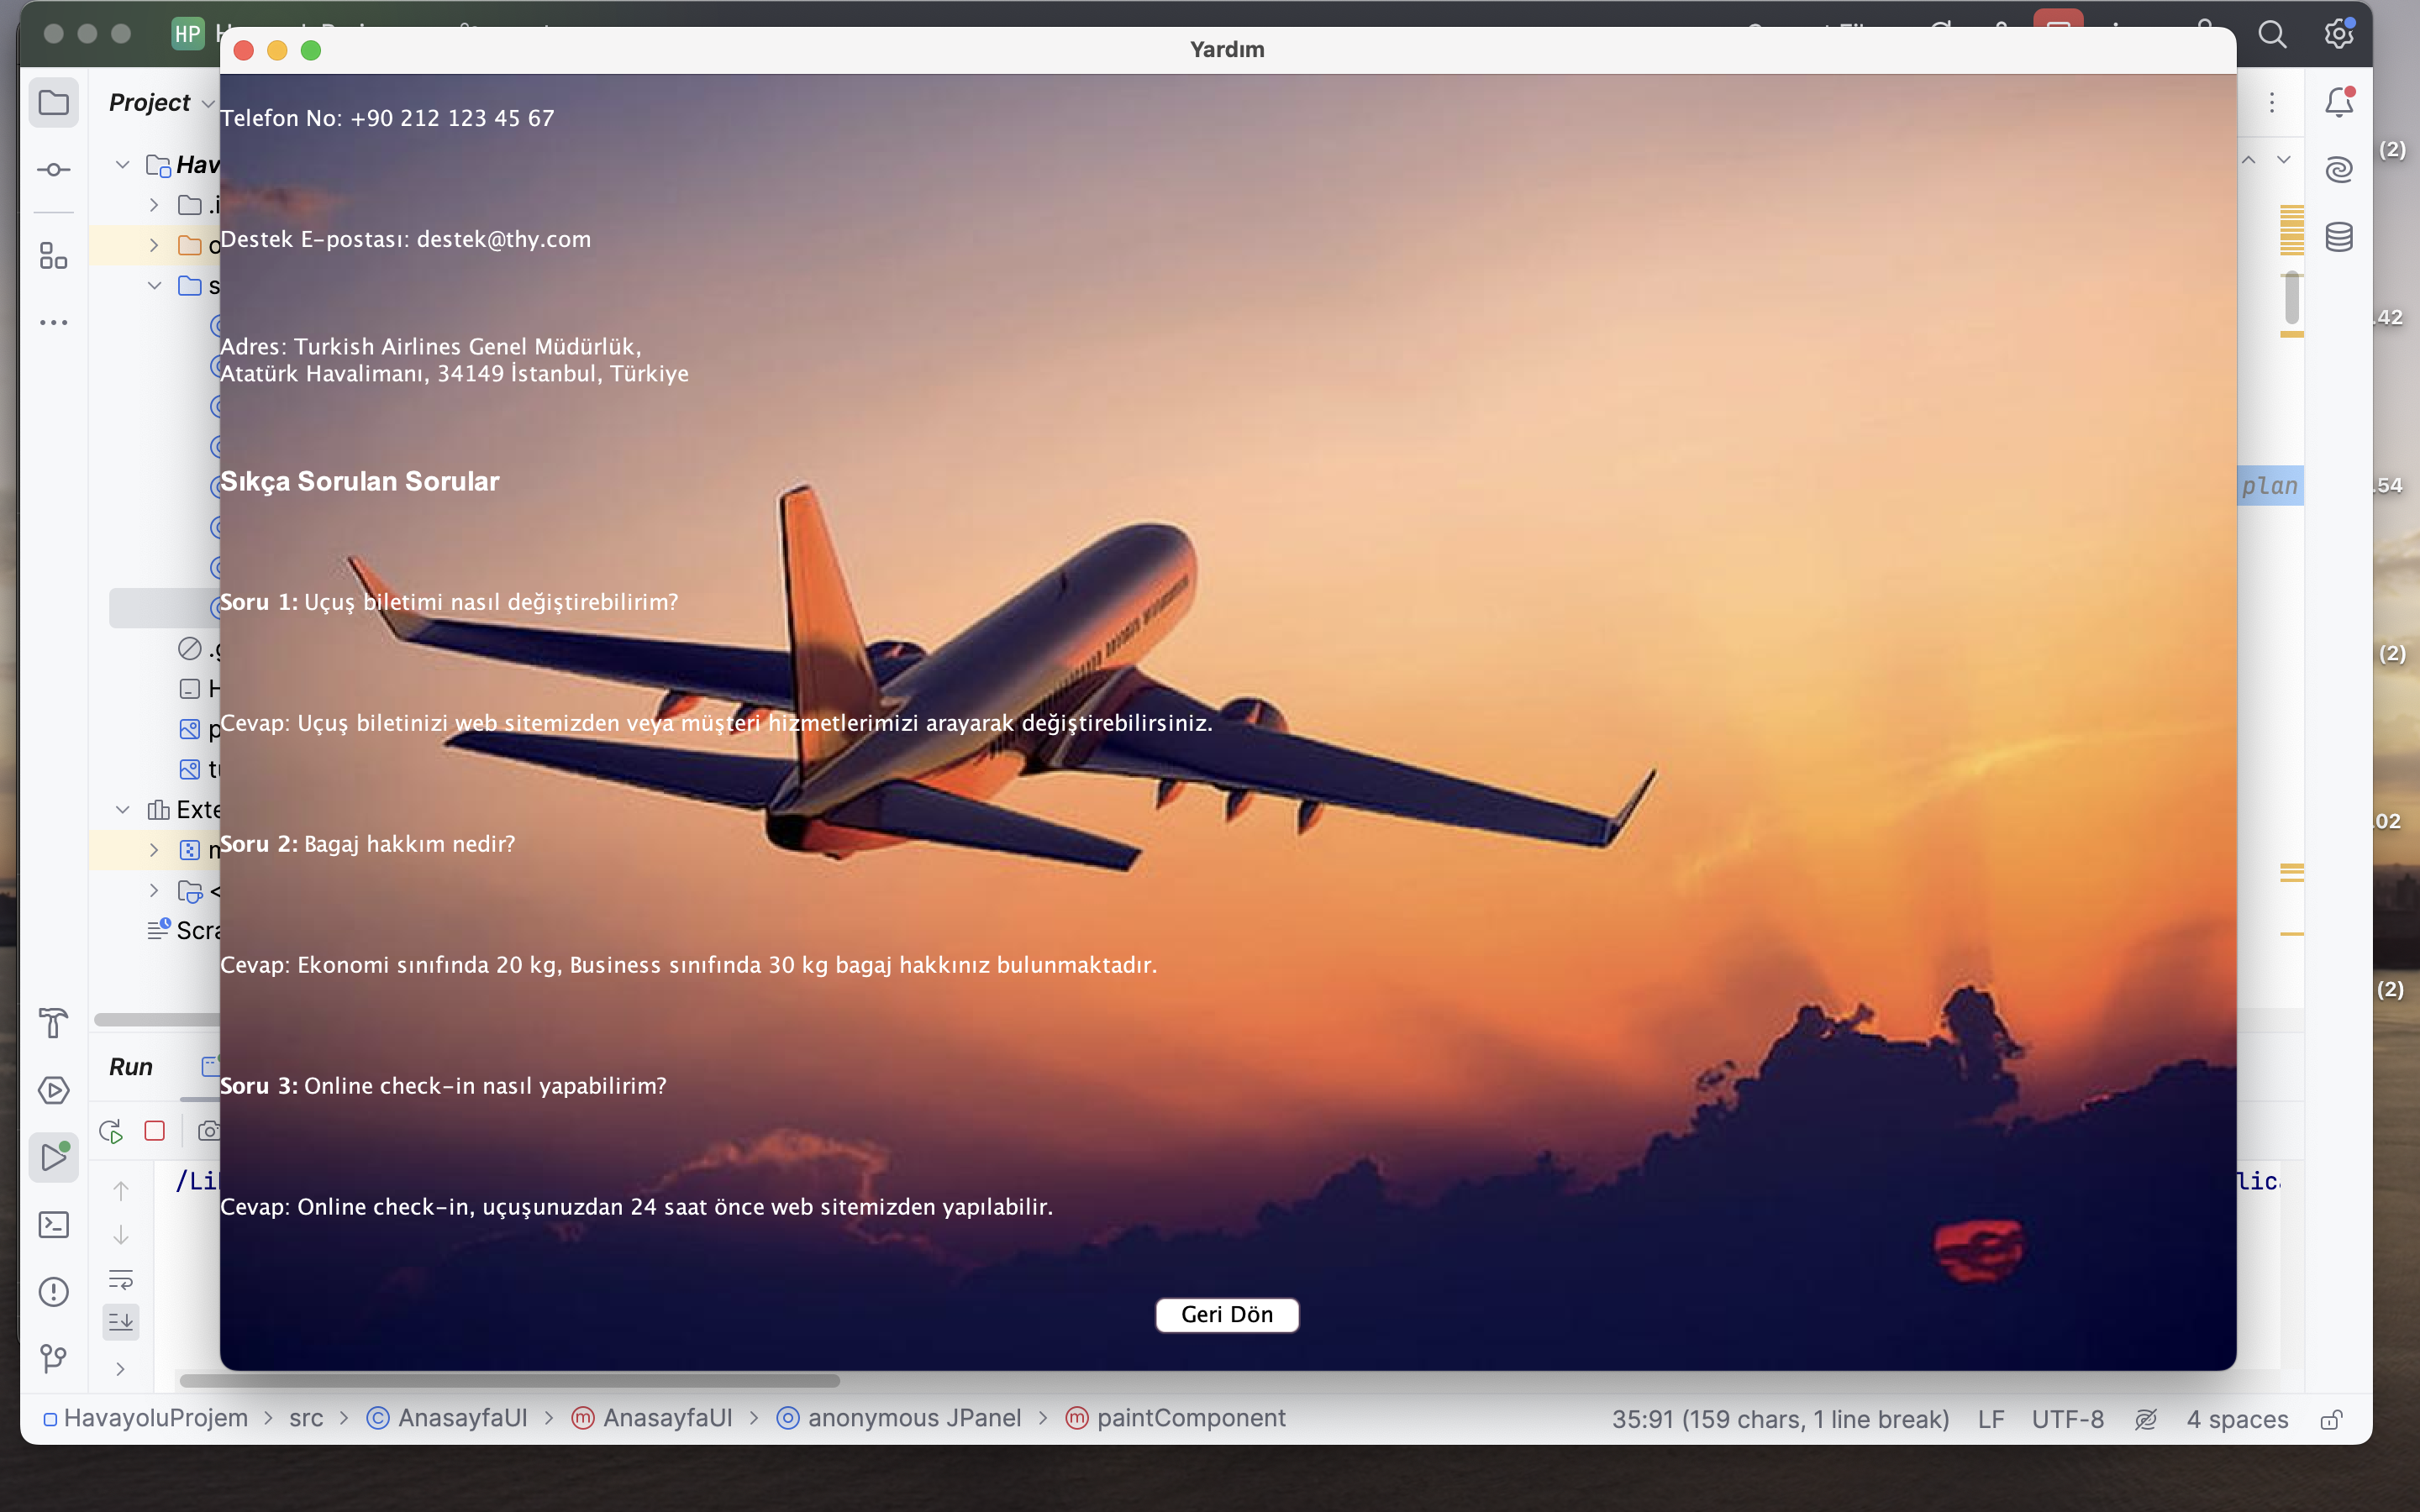 HP
Yardım
Project
(2)
Telefon No: +90 212 123 45 67
Hav
Destek E-postası: destek@thy.com
.42
Adres: Turkish Airlines Genel Müdürlük,
Atatürk Havalimanı, 34149 İstanbul, Türkiye
Sıkça Sorulan Sorular
plan
.54
Soru 1: Uçuş biletimi nasıl değiştirebilirim?
(2)
Cevap: Uçuş biletinizi web sitemizden veya müşteri hizmetlerimizi arayarak değiştirebilirsiniz.
Exte
.02
Soru 2: Bagaj hakkım nedir?
Scra
Cevap: Ekonomi sınıfında 20 kg, Business sınıfında 30 kg bagaj hakkınız bulunmaktadır.
(2)
Run
Soru 3: Online check-in nasıl yapabilirim?
/Li
lic
Cevap: Online check-in, uçuşunuzdan 24 saat önce web sitemizden yapılabilir.
Geri Dön
HavayoluProjem > src > AnasayfaUI > AnasayfaUI > anonymous JPanel > paintComponent
35:91 (159 chars, 1 line break) LF UTF-8 4 spaces